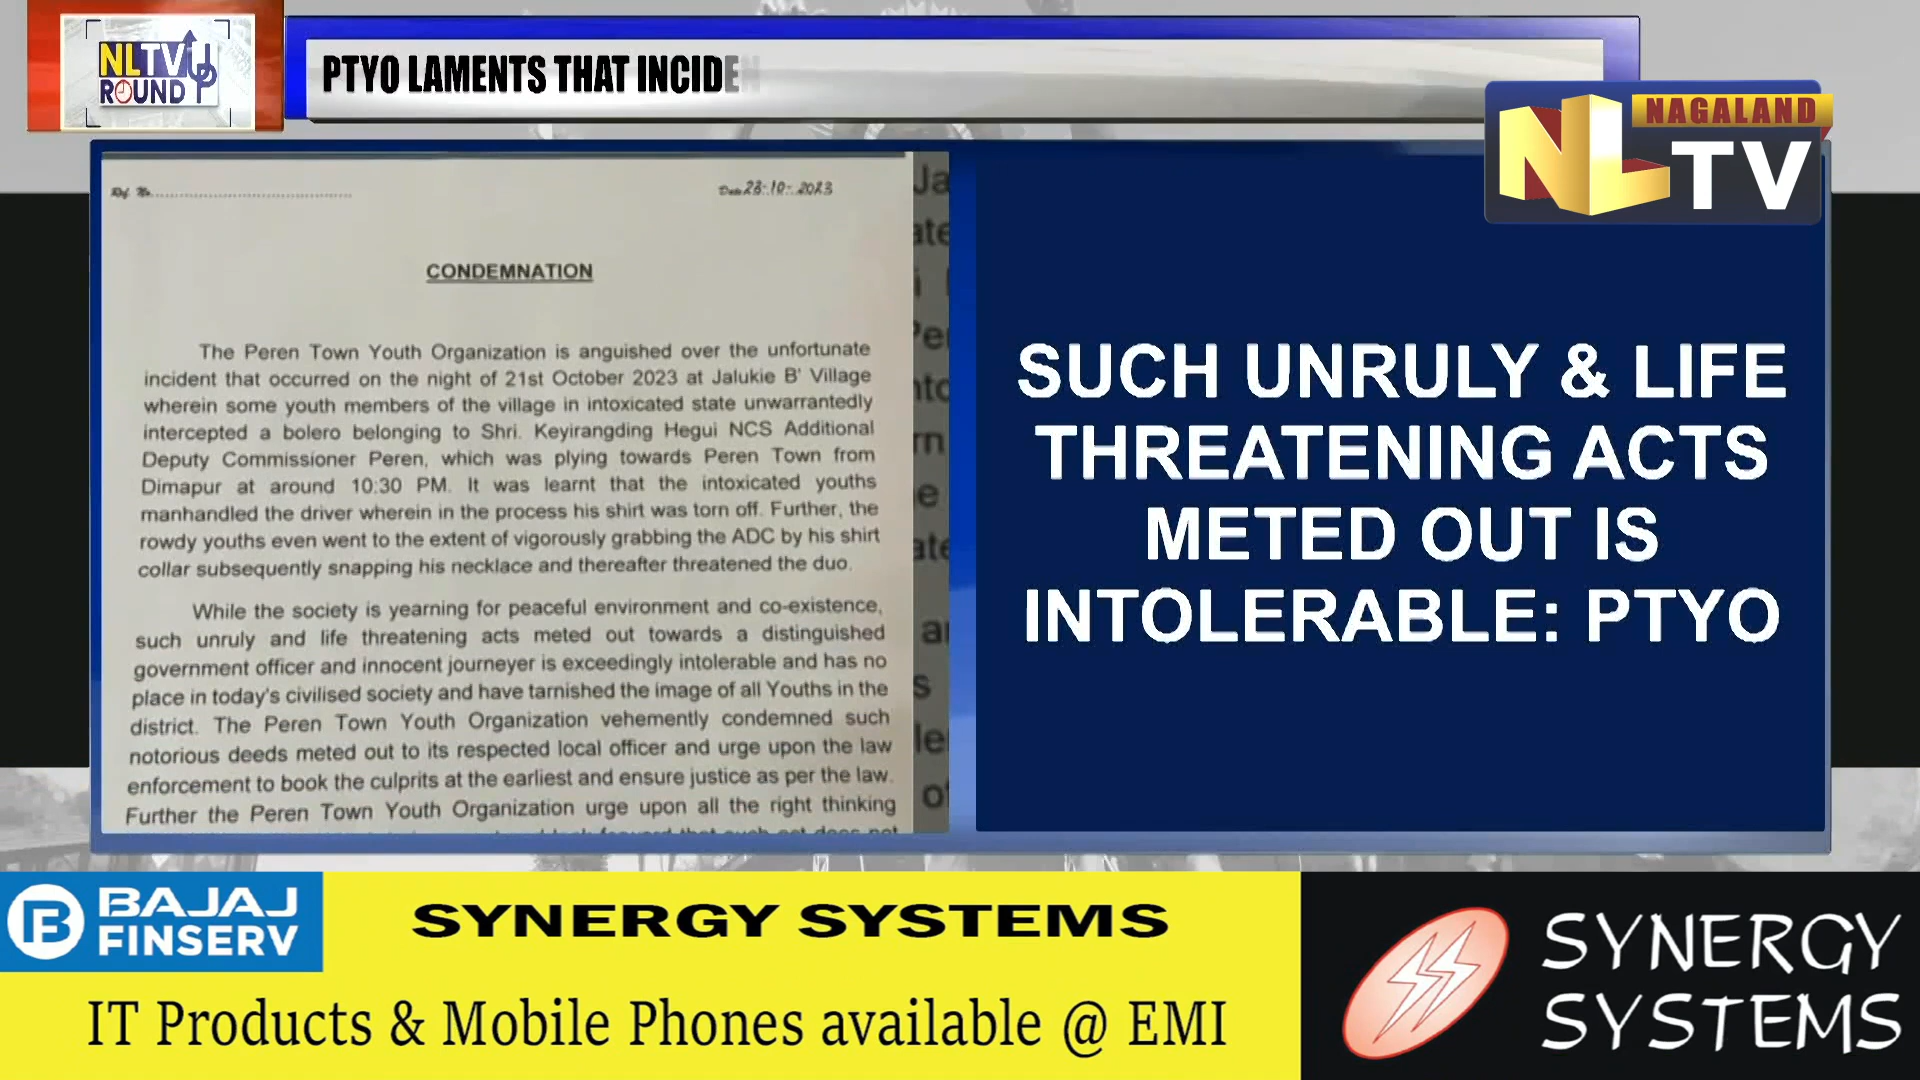 NLTV
ROUND UP
PTYO LAMENTS THAT INCIDEN
NAGALAND
NL TV
Ref. No.
Date 23-10-2023
CONDEMNATION
The Peren Town Youth Organization is anguished over the unfortunate
incident that occurred on the night of 21st October 2023 at Jalukie B' Village
wherein some youth members of the village in intoxicated state unwarrantedly
intercepted a bolero belonging to Shri. Keyirangding Hegui NCS Additional
Deputy Commissioner Peren, which was plying towards Peren Town from
Dimapur at around 10:30 PM. It was learnt that the intoxicated youths
manhandled the driver wherein in the process his shirt was torn off. Further, the
rowdy youths even went to the extent of vigorously grabbing the ADC by his shirt
collar subsequently snapping his necklace and thereafter threatened the duo.
While the society is yearning for peaceful environment and co-existence,
such unruly and life threatening acts meted out towards a distinguished
government officer and innocent journeyer is exceedingly intolerable and has no
place in today's civilised society and have tarnished the image of all Youths in the
district. The Peren Town Youth Organization vehemently condemned such
notorious deeds meted out to its respected local officer and urge upon the law
enforcement to book the culprits at the earliest and ensure justice as per the law.
Further the Peren Town Youth Organization urge upon all the right thinking
SUCH UNRULY & LIFE
THREATENING ACTS
METED OUT IS
INTOLERABLE: PTYO
BAJAJ
FINSERV
SYNERGY SYSTEMS
IT Products & Mobile Phones available @ EMI
SYNERGY
SYSTEMS